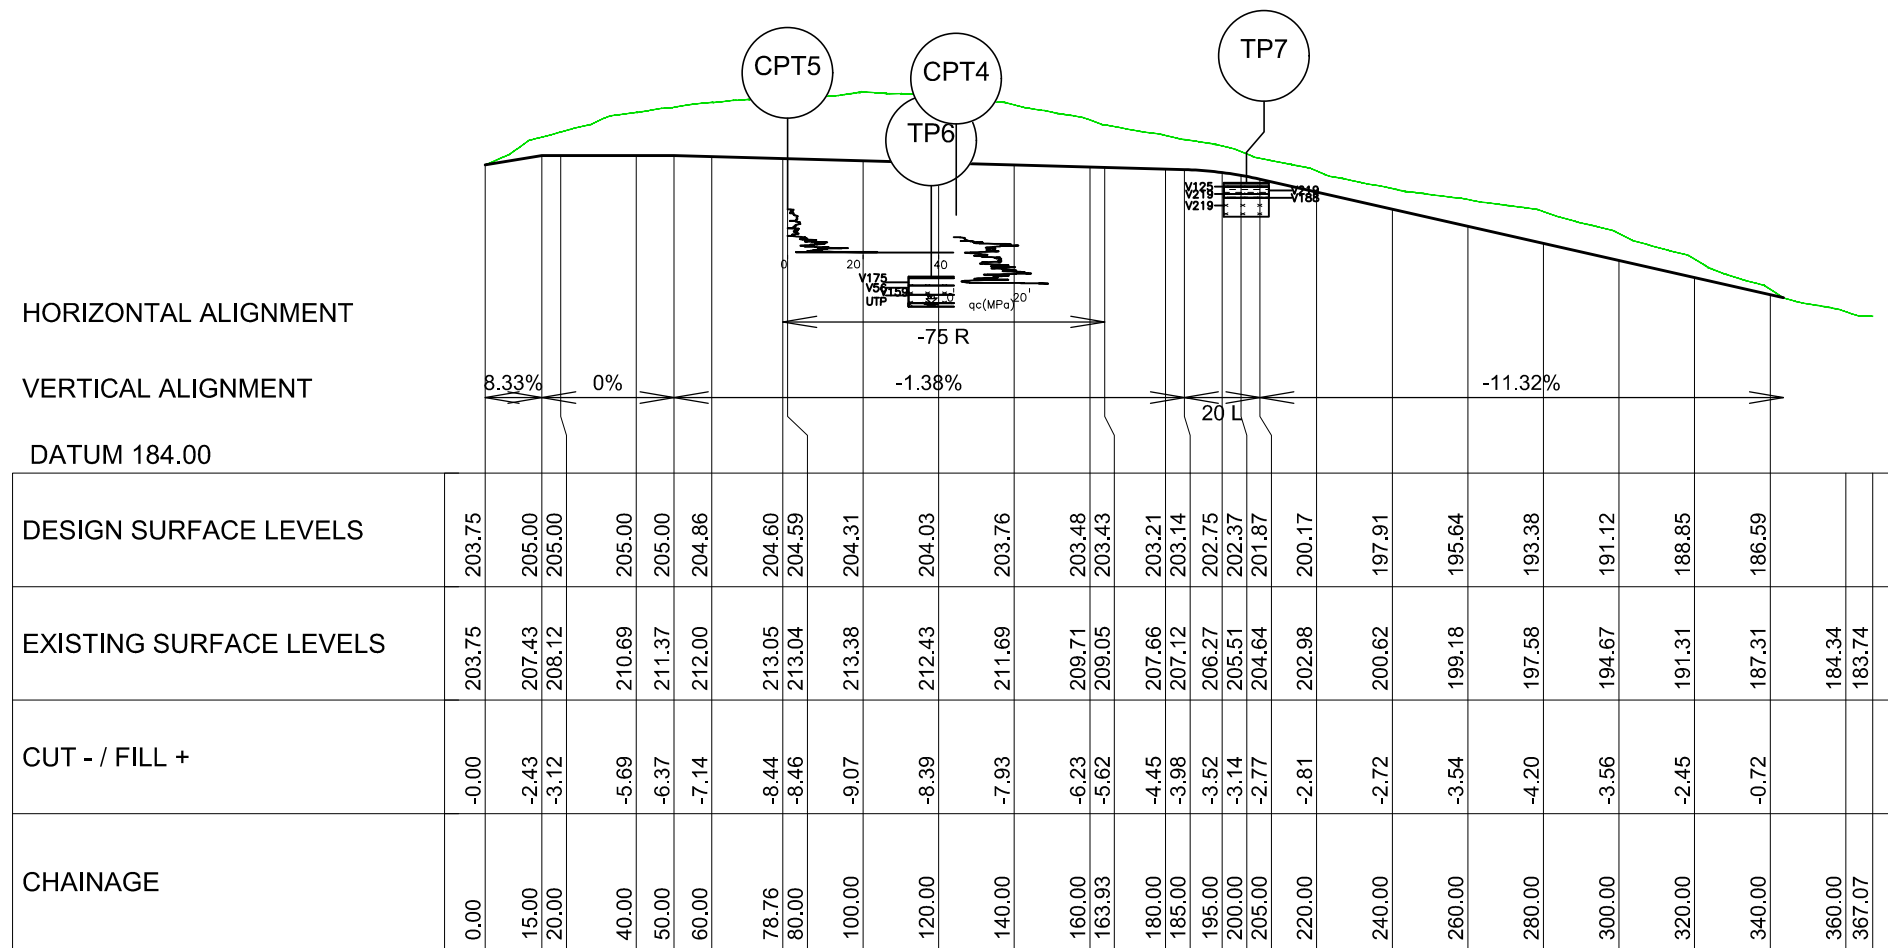 TP7
CPT5
CPT4
TP6
V125
V219
V219
V188
V219
0
20
40
V175
V56
V159
UTP
0
20
qc(MPa)
HORIZONTAL ALIGNMENT
-75 R
VERTICAL ALIGNMENT
8.33% 0% -1.38% -11.32%
20 L
DATUM 184.00
DESIGN SURFACE LEVELS 203.75 205.00 205.00 205.00 205.00 204.86 204.60 204.59 204.31 204.03 203.76 203.48 203.43 203.21 203.14 202.75 202.37 201.87 200.17 197.91 195.64 193.38 191.12 188.85 186.59
EXISTING SURFACE LEVELS 203.75 207.43 208.12 210.69 211.37 212.00 213.05 213.04 213.38 212.43 211.69 209.71 209.05 207.66 207.12 206.27 205.51 204.64 202.98 200.62 199.18 197.58 194.67 191.31 187.31 184.34 183.74
CUT - / FILL + -0.00 -2.43 -3.12 -5.69 -6.37 -7.14 -8.44 -8.46 -9.07 -8.39 -7.93 -6.23 -5.62 -4.45 -3.98 -3.52 -3.14 -2.77 -2.81 -2.72 -3.54 -4.20 -3.56 -2.45 -0.72
CHAINAGE 0.00 15.00 20.00 40.00 50.00 60.00 78.76 80.00 100.00 120.00 140.00 160.00 163.93 180.00 185.00 195.00 200.00 205.00 220.00 240.00 260.00 280.00 300.00 320.00 340.00 360.00 367.07